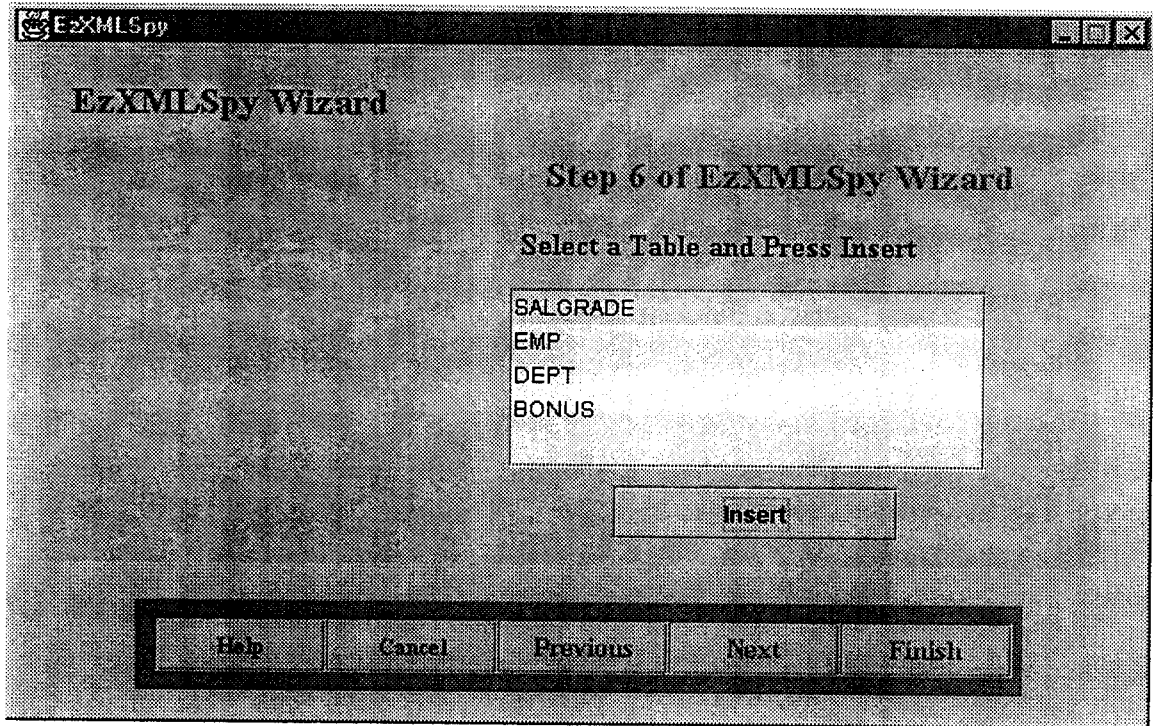 EzXMLSpy
EzXMLSpy Wizard
Step 6 of EzXMLSpy Wizard
Select a Table and Press Insert
SALGRADE
EMP
DEPT
BONUS
Insert
Help Cancel Previous Next Finish